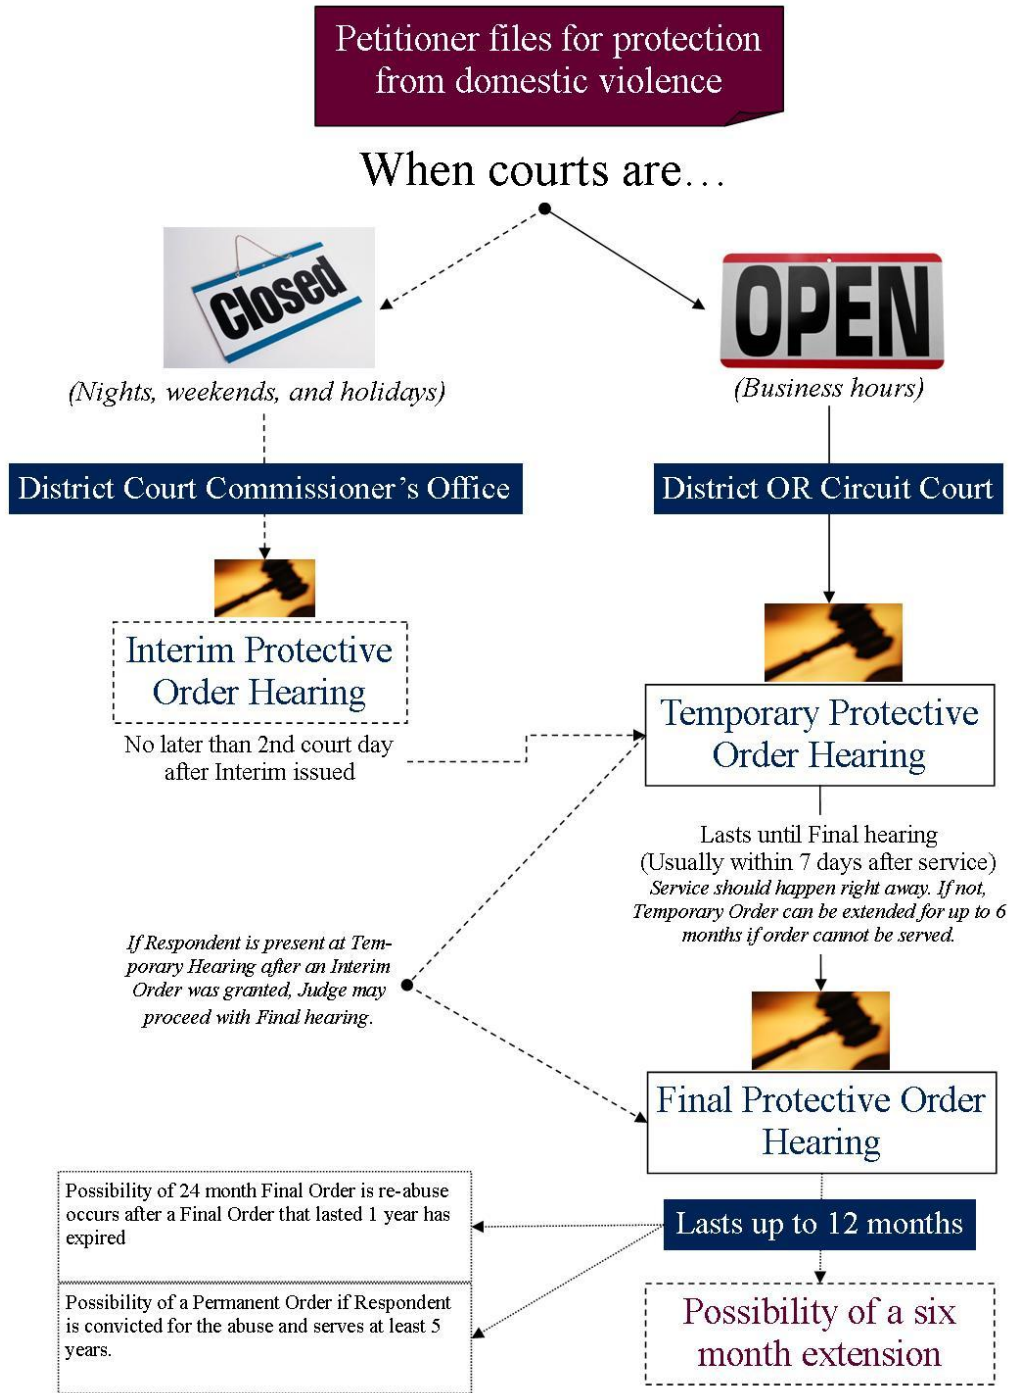 Petitioner files for protection
from domestic violence
When courts are…
Closed
OPEN
(Nights, weekends, and holidays)
(Business hours)
District Court Commissioner’s Office
District OR Circuit Court
Interim Protective
Order Hearing
No later than 2nd court day
after Interim issued
Temporary Protective
Order Hearing
Lasts until Final hearing
(Usually within 7 days after service)
Service should happen right away. If not,
Temporary Order can be extended for up to 6
months if order cannot be served.
If Respondent is present at Tem-
porary Hearing after an Interim
Order was granted, Judge may
proceed with Final hearing.
Final Protective Order
Hearing
Lasts up to 12 months
Possibility of 24 month Final Order is re-abuse
occurs after a Final Order that lasted 1 year has
expired
Possibility of a Permanent Order if Respondent
is convicted for the abuse and serves at least 5
years.
Possibility of a six
month extension